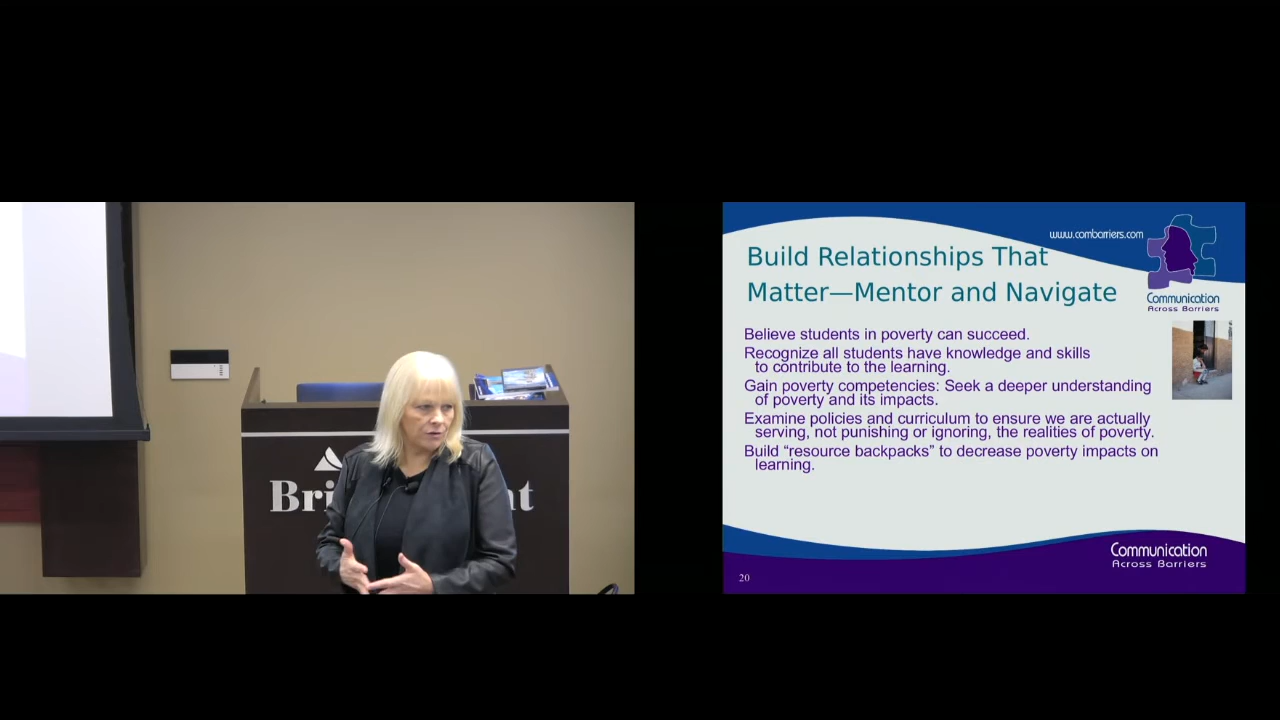 Bri
nt
www.combarriers.com
Build Relationships That
Matter—Mentor and Navigate
Communication
Across Barriers
Believe students in poverty can succeed.
Recognize all students have knowledge and skills
to contribute to the learning.
Gain poverty competencies: Seek a deeper understanding
of poverty and its impacts.
Examine policies and curriculum to ensure we are actually
serving, not punishing or ignoring, the realities of poverty.
Build “resource backpacks” to decrease poverty impacts on
learning.
Communication
Across Barriers
20